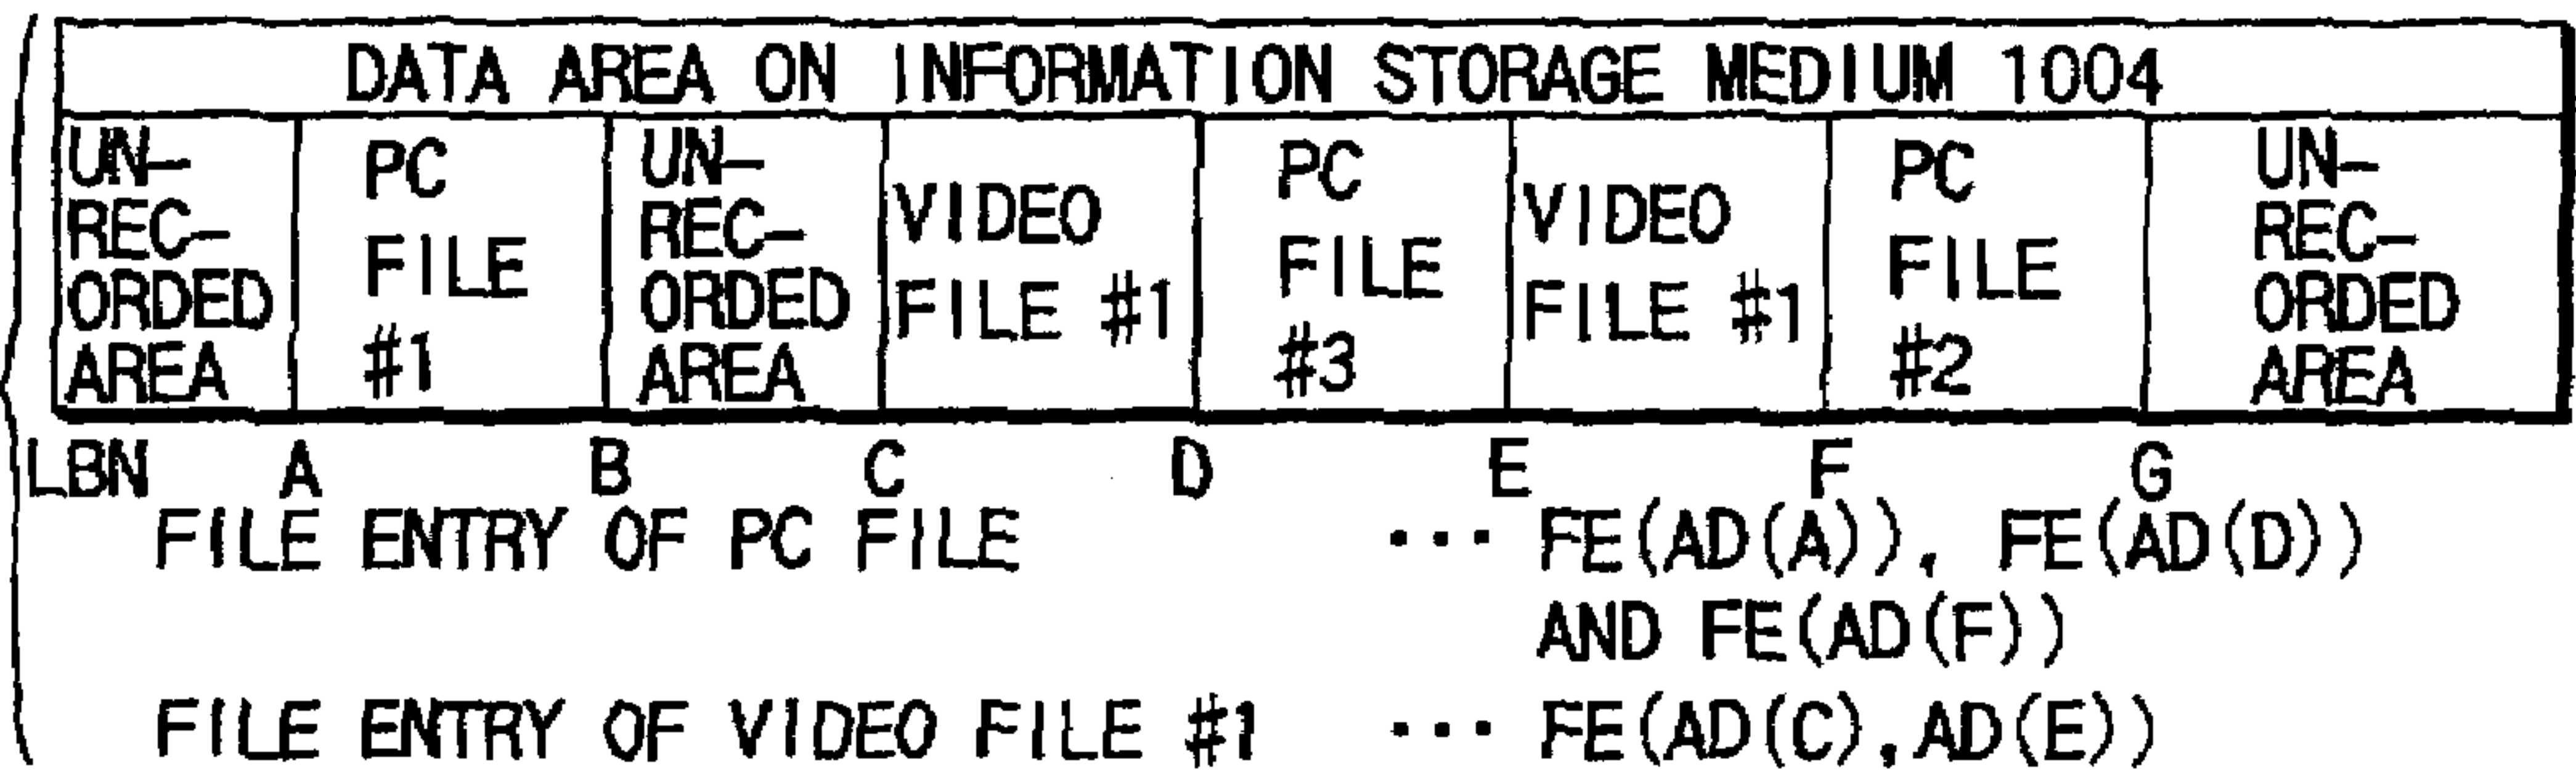 DATA AREA ON INFORMATION STORAGE MEDIUM 1004
UN-
REC-
ORDED
AREA
PC
FILE
#1
UN-
REC-
ORDED
AREA
VIDEO
FILE #1
PC
FILE
#3
VIDEO
FILE #1
PC
FILE
#2
UN-
REC-
ORDED
AREA
LBN A B C D E F G
FILE ENTRY OF PC FILE ... FE(AD(A)), FE(AD(D))
AND FE(AD(F))
FILE ENTRY OF VIDEO FILE #1 ... FE(AD(C),AD(E))